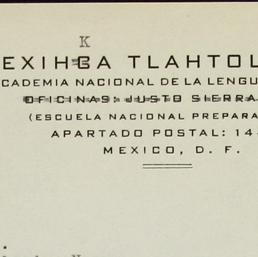 K
EXIHCA TLAHTOL
CADEMIA NACIONAL DE LA LENGU
OFICINAS: JUSTO SIERRA
(ESCUELA NACIONAL PREPARA
APARTADO POSTAL: 14
MEXICO, D. F.